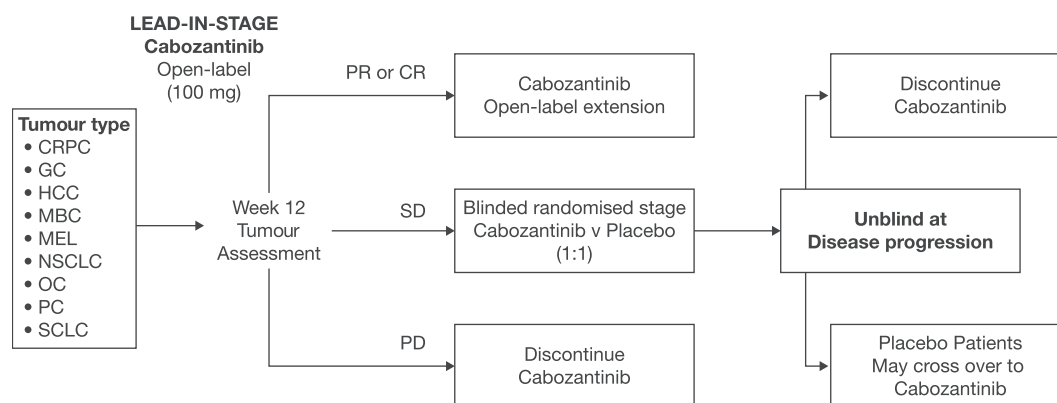 LEAD-IN-STAGE
Cabozantinib
Open-label
(100 mg)
Tumour type
• CRPC
• GC
• HCC
• MBC
• MEL
• NSCLC
• OC
• PC
• SCLC
Week 12
Tumour
Assessment
PR or CR
Cabozantinib
Open-label extension
SD
Blinded randomised stage
Cabozantinib v Placebo
(1:1)
PD
Discontinue
Cabozantinib
Discontinue
Cabozantinib
Unblind at
Disease progression
Placebo Patients
May cross over to
Cabozantinib